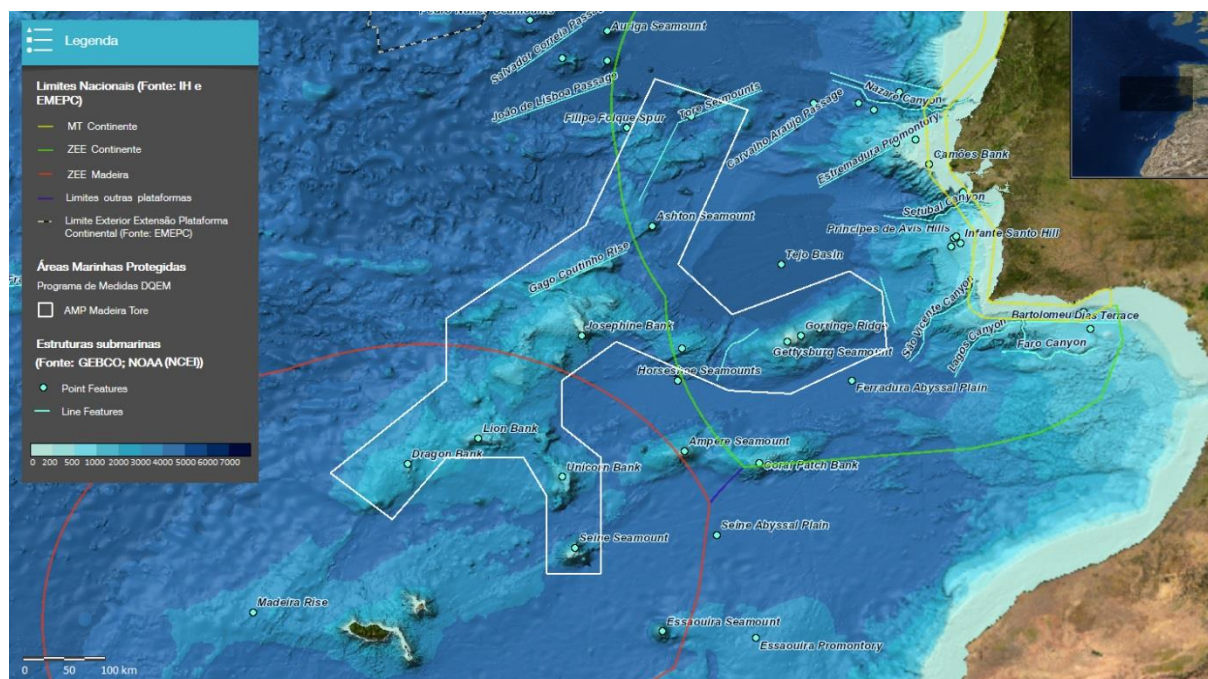 Legenda
Limites Nacionais (Fonte: IH e
EMEPC)
MT Continente
ZEE Continente
ZEE Madeira
Limites outras plataformas
Limite Exterior Extensão Plataforma
Continental (Fonte: EMEPC)
Áreas Marinhas Protegidas
Programa de Medidas DQEM
AMP Madeira Tore
Estruturas submarinas
(Fonte: GEBCO; NOAA (NCEI))
Point Features
Line Features
0 200 500 1000 2000 3000 4000 5000 6000 7000
Auriga Seamount
Salvador Correia Passage
João de Lisboa Passage
Filipe Folque Spur
Tore Seamounts
Carvalho Araújo Passage
Nazaré Canyon
Estremadura Promontory
Camões Bank
Setubal Canyon
Príncipes de Avis Hills
Infante Santo Hill
Ashton Seamount
Gago Coutinho Rise
Tejo Basin
Josephine Bank
Gorringe Ridge
Gettysburg Seamount
São Vicente Canyon
Lagos Canyon
Bartolomeu Dias Terrace
Faro Canyon
Horseshoe Seamounts
Ferradura Abyssal Plain
Lion Bank
Dragon Bank
Unicorn Bank
Ampere Seamount
Coral Patch Bank
Seine Seamount
Seine Abyssal Plain
Madeira Rise
Essaouira Seamount
Essaouira Promontory
0 50 100 km